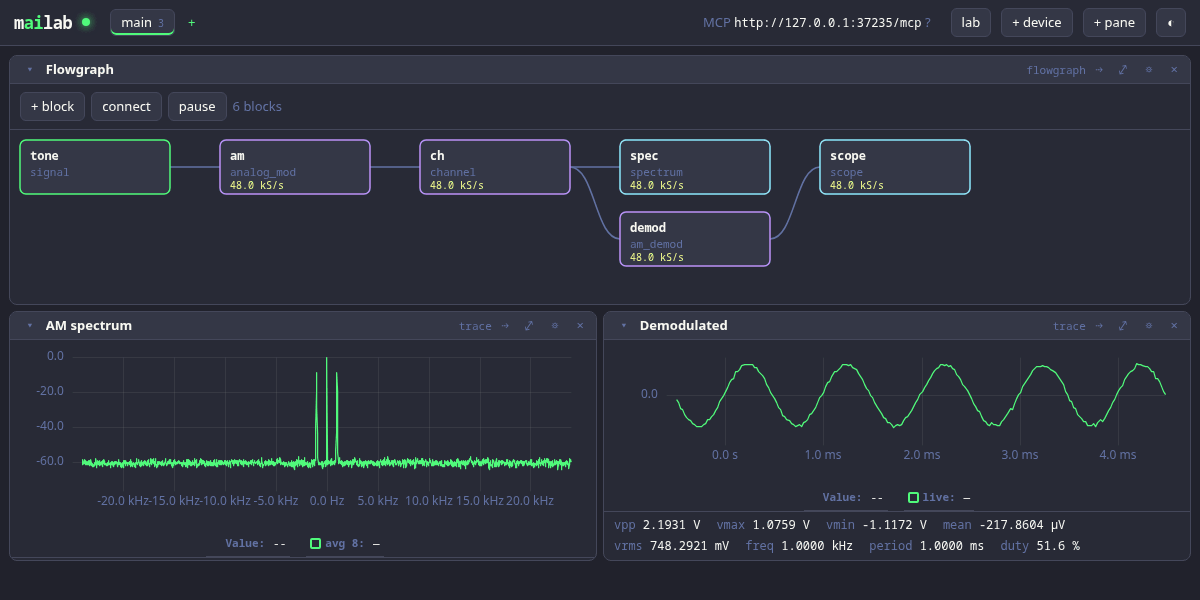 mailab main 3 + MCP http://127.0.0.1:37235/mcp ? lab + device + pane
Flowgraph flowgraph →
+ block connect pause 6 blocks
tone
signal
am
analog_mod
48.0 kS/s
ch
channel
48.0 kS/s
spec
spectrum
48.0 kS/s
scope
scope
48.0 kS/s
demod
am_demod
48.0 kS/s
AM spectrum trace →
0.0
-20.0
-40.0
-60.0
-20.0 kHz -15.0 kHz -10.0 kHz -5.0 kHz 0.0 Hz 5.0 kHz 10.0 kHz 15.0 kHz 20.0 kHz
Value: -- avg 8: –
Demodulated trace →
0.0
0.0 s 1.0 ms 2.0 ms 3.0 ms 4.0 ms
Value: -- live: –
vpp 2.1931 V vmax 1.0759 V vmin -1.1172 V mean -217.8604 µV
vrms 748.2921 mV freq 1.0000 kHz period 1.0000 ms duty 51.6 %